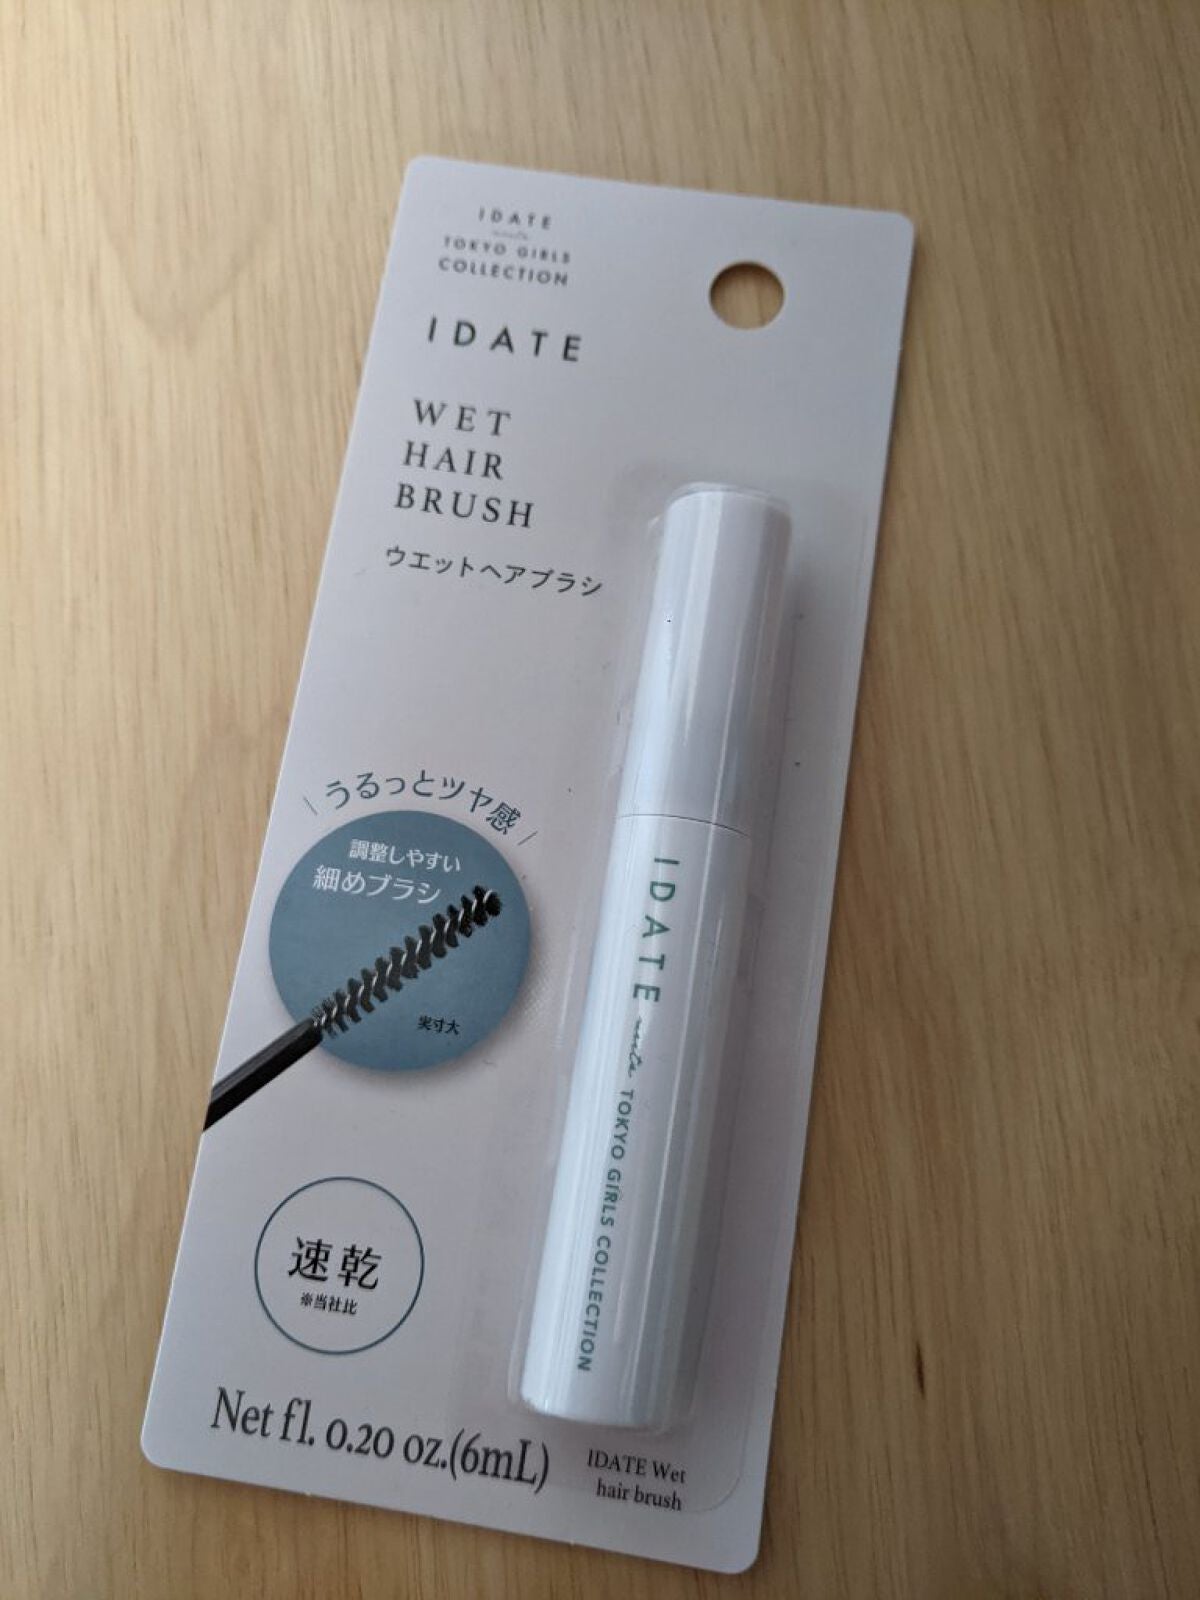 IDATE
meets
TOKYO GIRLS
COLLECTION
IDATE
WET
HAIR
BRUSH
ウエットヘアブラシ
うるっとツヤ感
調整しやすい
細めブラシ
実寸大
速乾
※当社比
Net fl. 0.20 oz.(6mL)
IDATE Wet
hair brush
IDATE meets TOKYO GIRLS COLLECTION